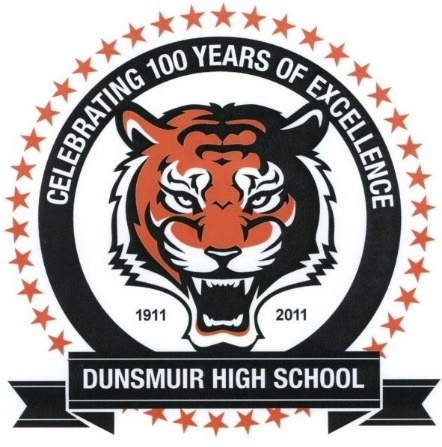 CELEBRATING 100 YEARS OF EXCELLENCE
1911 2011
DUNSMUIR HIGH SCHOOL